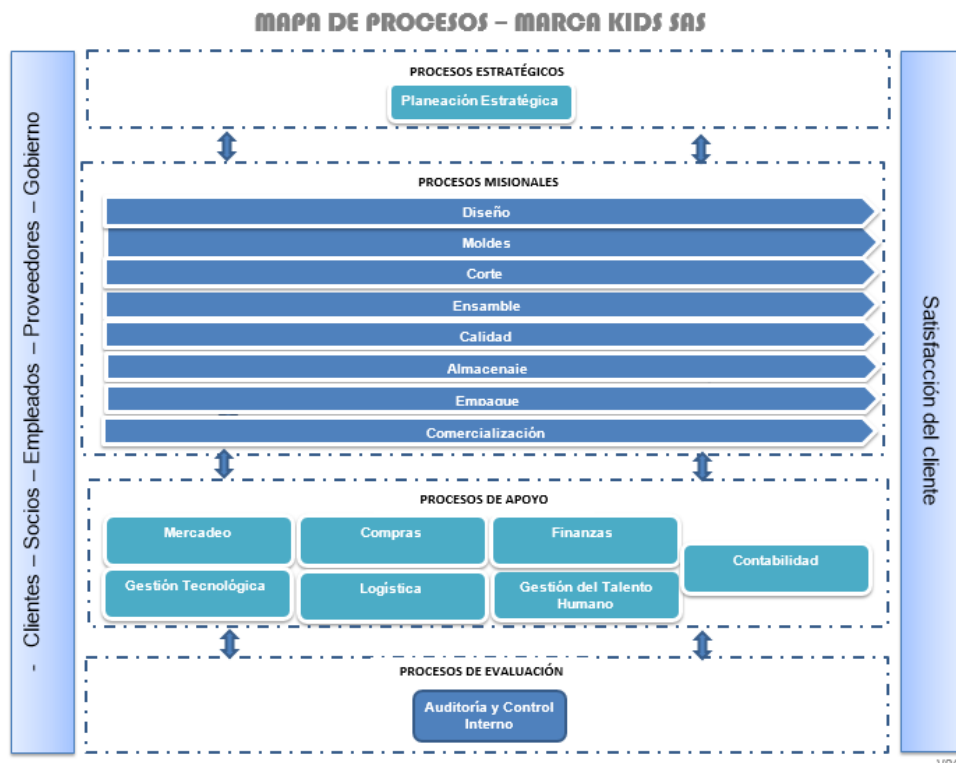 MAPA DE PROCESOS – MARCA KIDS SAS
- Clientes – Socios – Empleados – Proveedores – Gobierno
PROCESOS ESTRATÉGICOS
Planeación Estratégica
PROCESOS MISIONALES
Diseño
Moldes
Corte
Ensamble
Calidad
Almacenaje
Empaque
Comercialización
PROCESOS DE APOYO
Mercadeo
Compras
Finanzas
Contabilidad
Gestión Tecnológica
Logística
Gestión del Talento
Humano
PROCESOS DE EVALUACIÓN
Auditoría y Control
Interno
Satisfacción del cliente